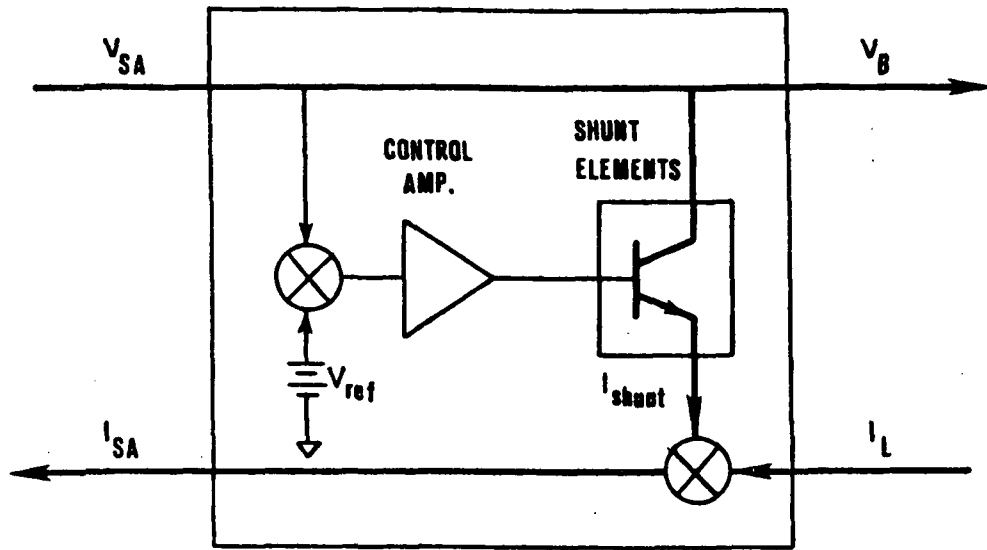 V_SA
V_B
CONTROL
AMP.
SHUNT
ELEMENTS
V_ref
I_shunt
I_SA
I_L